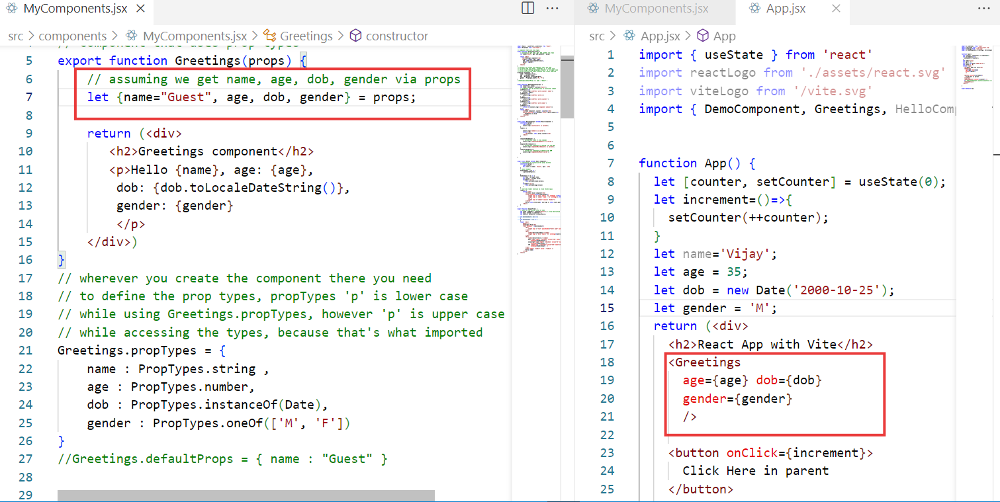 MyComponents.jsx
src > components > MyComponents.jsx > Greetings > constructor
5 export function Greetings(props) {
6 // assuming we get name, age, dob, gender via props
7 let {name="Guest", age, dob, gender} = props;
8
9 return (<div>
10 <h2>Greetings component</h2>
11 <p>Hello {name}, age: {age},
12 dob: {dob.toLocaleDateString()},
13 gender: {gender}
14 </p>
15 </div>)
16 }
17 // wherever you create the component there you need
18 // to define the prop types, propTypes 'p' is lower case
19 // while using Greetings.propTypes, however 'p' is upper case
20 // while accessing the types, because that's what imported
21 Greetings.propTypes = {
22 name : PropTypes.string ,
23 age : PropTypes.number,
24 dob : PropTypes.instanceOf(Date),
25 gender : PropTypes.oneOf(['M', 'F'])
26 }
27 //Greetings.defaultProps = { name : "Guest" }
28
29
MyComponents.jsx App.jsx
src > App.jsx > App
1 import { useState } from 'react'
2 import reactLogo from './assets/react.svg'
3 import viteLogo from '/vite.svg'
4 import { DemoComponent, Greetings, HelloComp
5
6
7 function App() {
8 let [counter, setCounter] = useState(0);
9 let increment=()=>{
10 setCounter(++counter);
11 }
12 let name='Vijay';
13 let age = 35;
14 let dob = new Date('2000-10-25');
15 let gender = 'M';
16 return (<div>
17 <h2>React App with Vite</h2>
18 <Greetings
19 age={age} dob={dob}
20 gender={gender}
21 />
22
23 <button onClick={increment}>
24 Click Here in parent
25 </button>